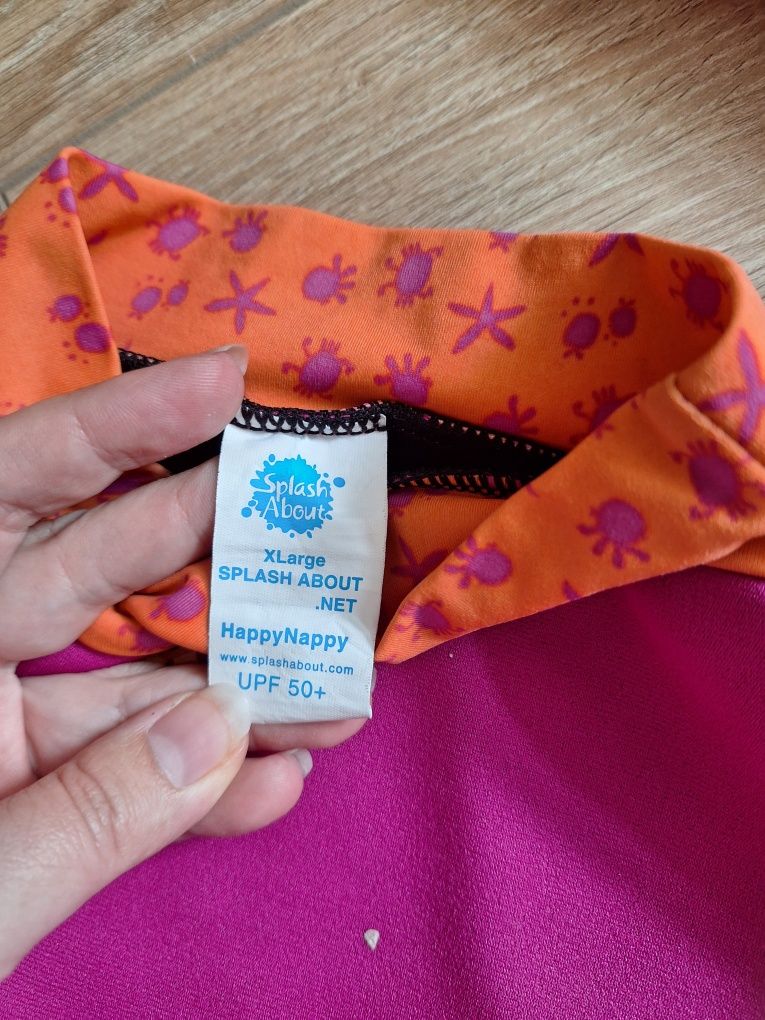 Splash
About
XLarge
SPLASH ABOUT
.NET
HappyNappy
www.splashabout.com
UPF 50+